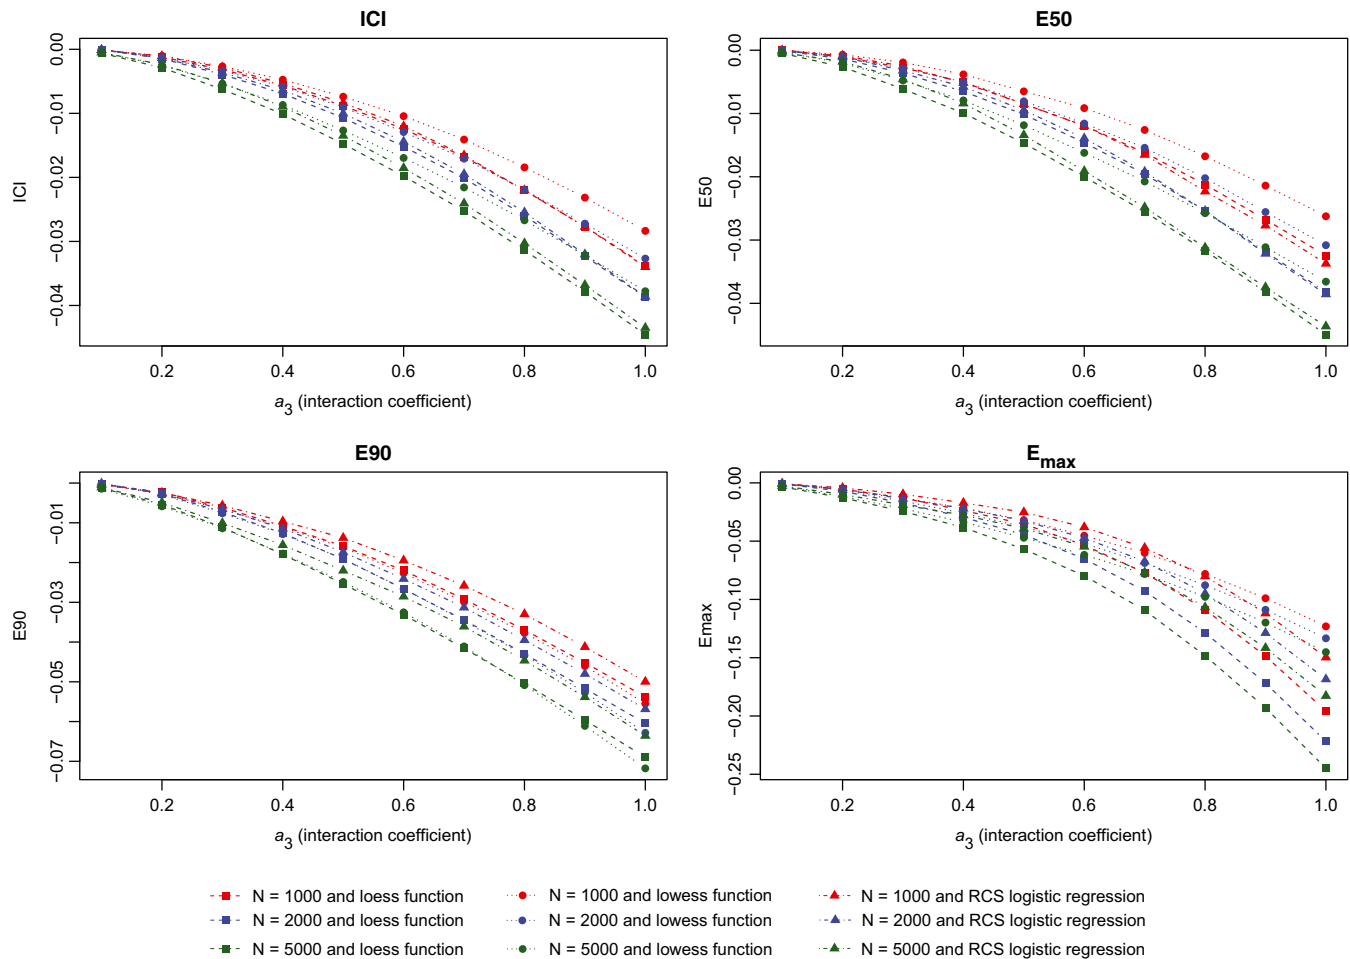 ICI
0.00
−0.01
−0.02
−0.03
−0.04
ICI
0.2 0.4 0.6 0.8 1.0
a3 (interaction coefficient)
E50
0.00
−0.01
−0.02
−0.03
−0.04
E50
0.2 0.4 0.6 0.8 1.0
a3 (interaction coefficient)
E90
−0.01
−0.03
−0.05
−0.07
E90
0.2 0.4 0.6 0.8 1.0
a3 (interaction coefficient)
Emax
0.00
−0.05
−0.10
−0.15
−0.20
−0.25
Emax
0.2 0.4 0.6 0.8 1.0
a3 (interaction coefficient)
N = 1000 and loess function
N = 2000 and loess function
N = 5000 and loess function
N = 1000 and lowess function
N = 2000 and lowess function
N = 5000 and lowess function
N = 1000 and RCS logistic regression
N = 2000 and RCS logistic regression
N = 5000 and RCS logistic regression